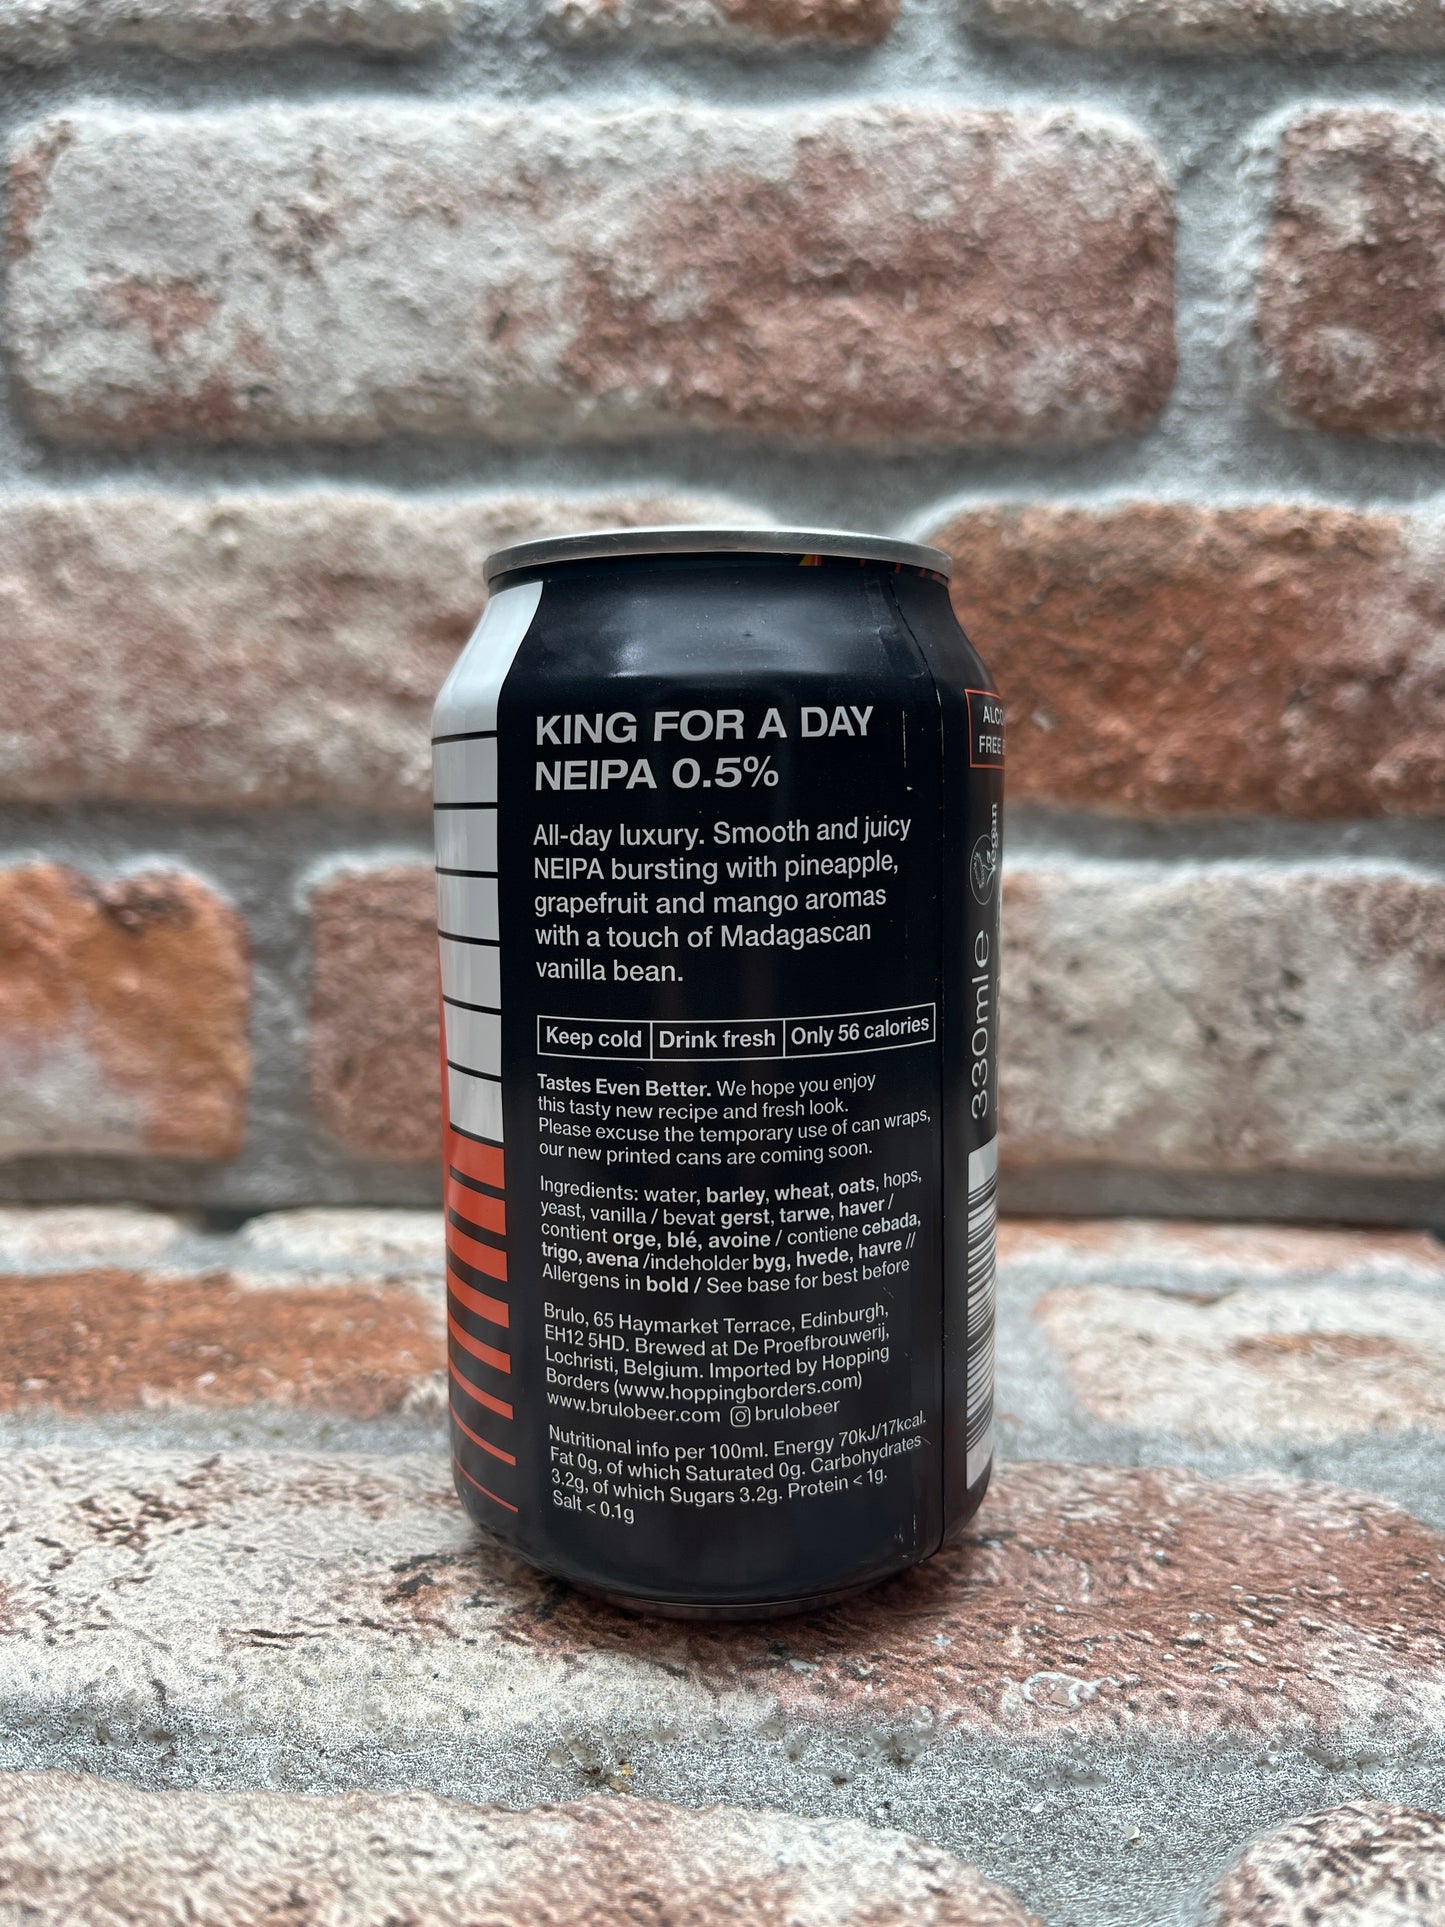 KING FOR A DAY
NEIPA 0.5%
All-day luxury. Smooth and juicy
NEIPA bursting with pineapple,
grapefruit and mango aromas
with a touch of Madagascan
vanilla bean.
Keep cold Drink fresh Only 56 calories
Tastes Even Better. We hope you enjoy
this tasty new recipe and fresh look.
Please excuse the temporary use of can wraps,
our new printed cans are coming soon.
Ingredients: water, barley, wheat, oats, hops,
yeast, vanilla / bevat gerst, tarwe, haver /
contient orge, blé, avoine / contiene cebada,
trigo, avena /indeholder byg, hvede, havre //
Allergens in bold / See base for best before
Brulo, 65 Haymarket Terrace, Edinburgh,
EH12 5HD. Brewed at De Proefbrouwerij,
Lochristi, Belgium. Imported by Hopping
Borders (www.hoppingborders.com)
www.brulobeer.com brulobeer
Nutritional info per 100ml. Energy 70kJ/17kcal.
Fat 0g, of which Saturated 0g. Carbohydrates
3.2g, of which Sugars 3.2g. Protein < 1g.
Salt < 0.1g
FREE
vegan
330ml e